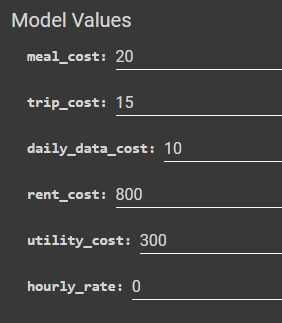 Model Values
meal_cost: 20
trip_cost: 15
daily_data_cost: 10
rent_cost: 800
utility_cost: 300
hourly_rate: 0